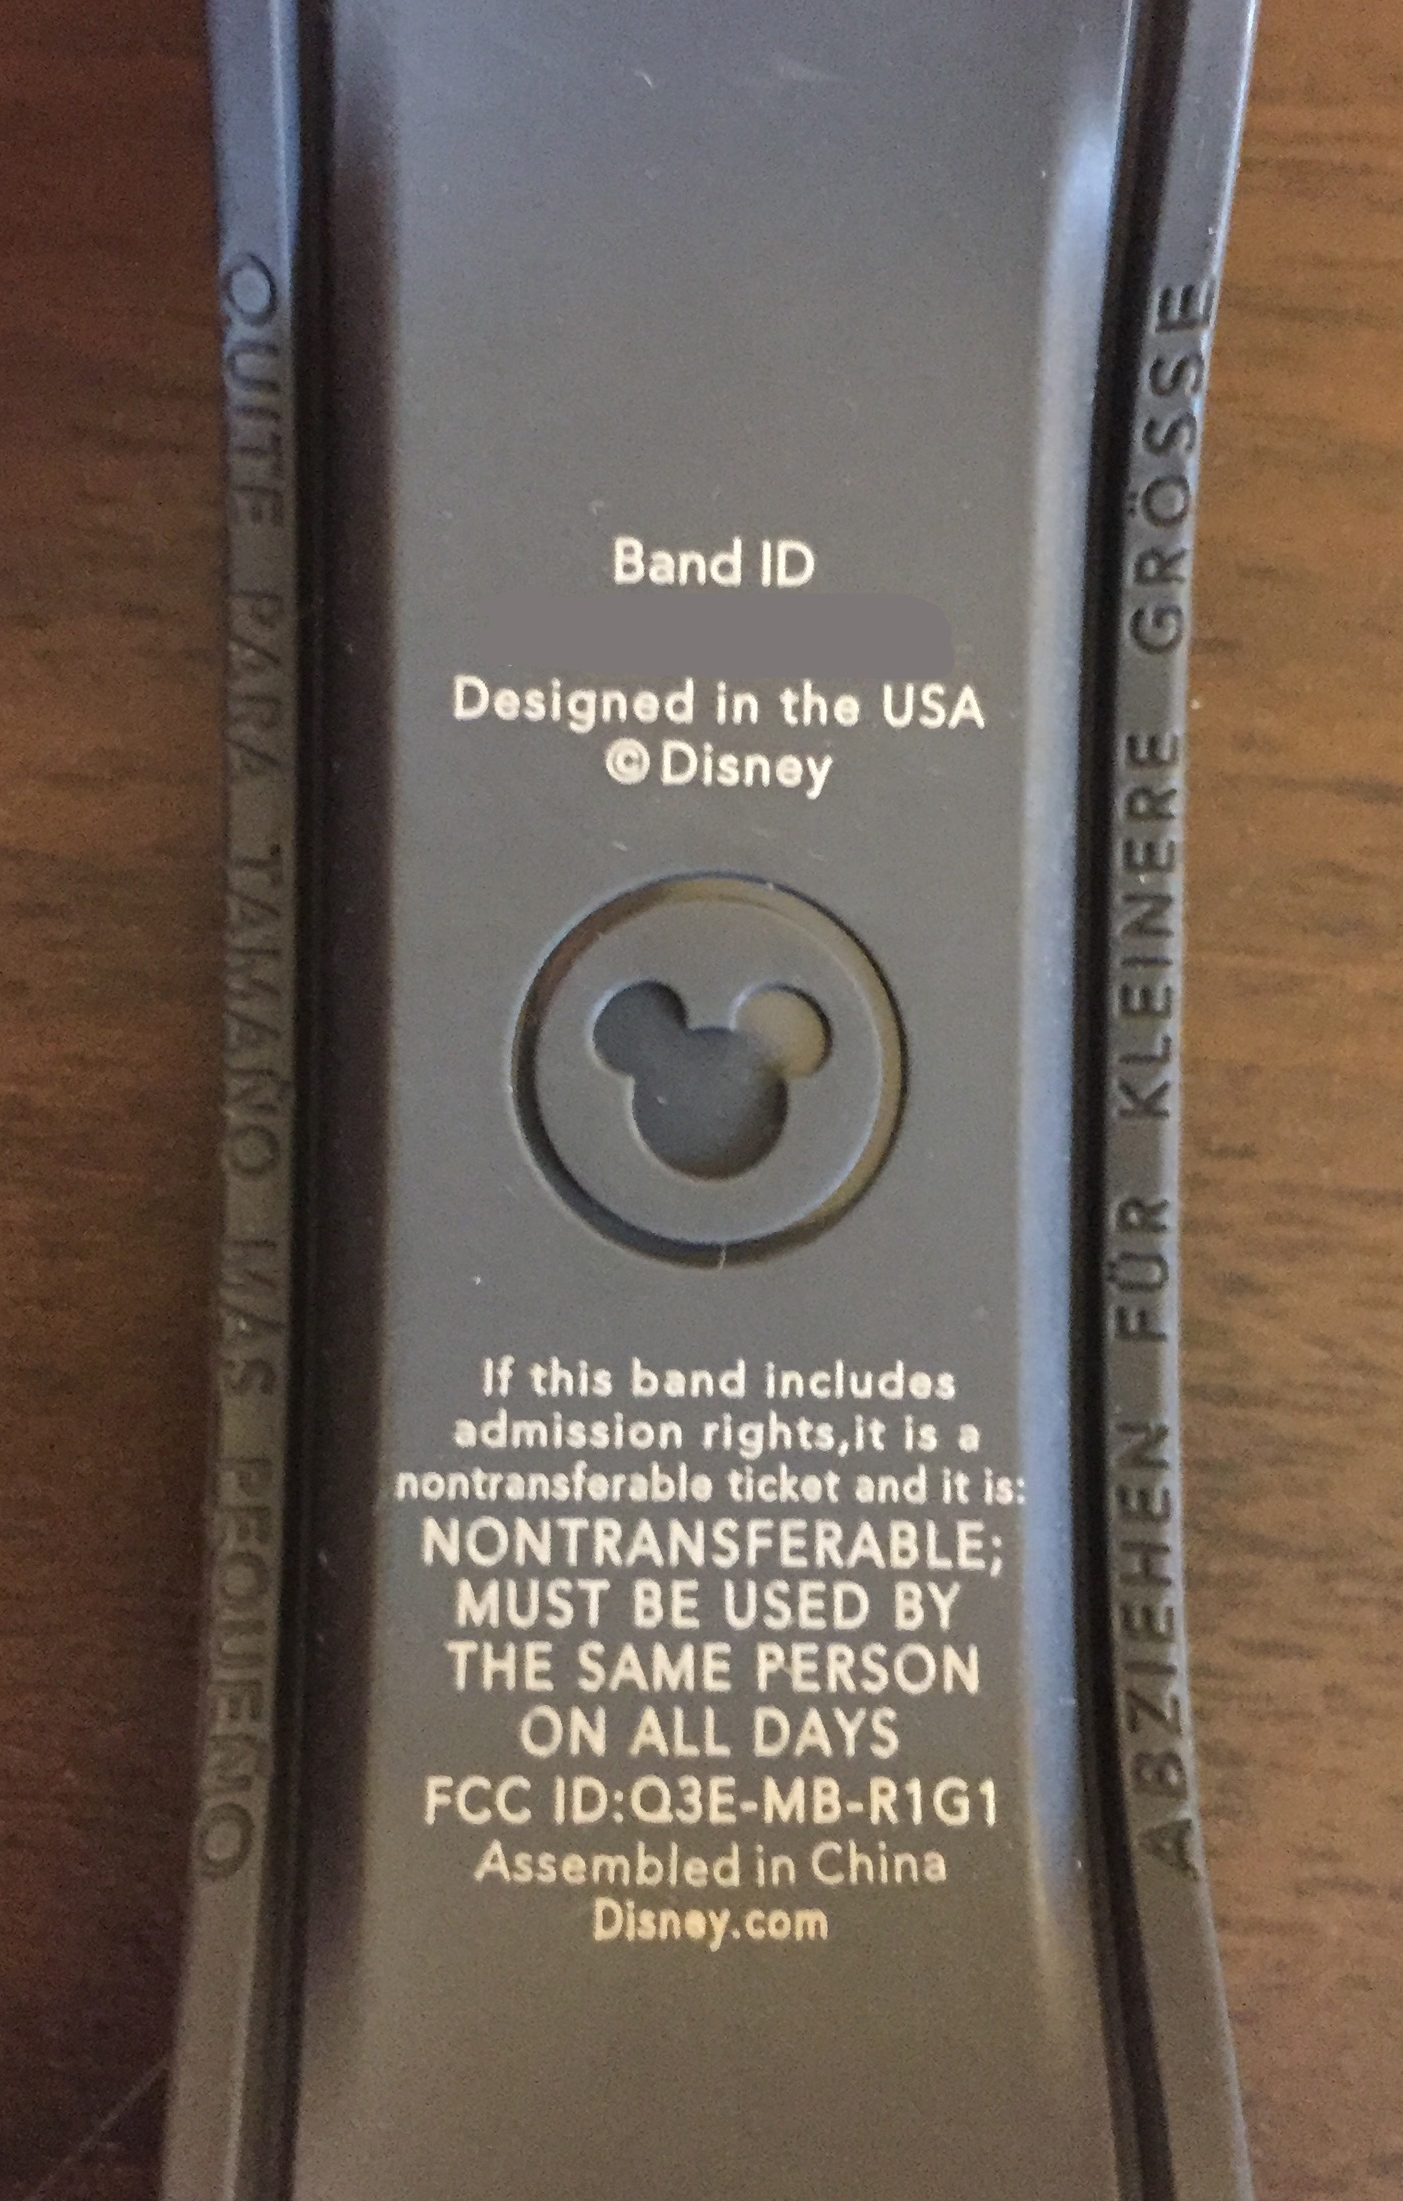 QUITE PARA TAMAÑO MAS PEQUEÑO
Band ID
Designed in the USA
©Disney
If this band includes
admission rights,it is a
nontransferable ticket and it is:
NONTRANSFERABLE;
MUST BE USED BY
THE SAME PERSON
ON ALL DAYS
FCC ID:Q3E-MB-R1G1
Assembled in China
Disney.com
ABZIEHEN FÜR KLEINERE GRÖSSE